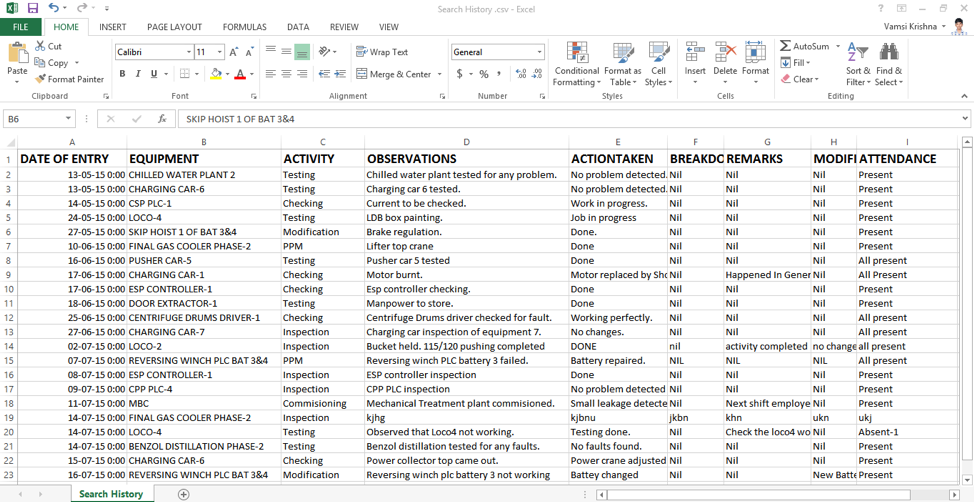 Search History .csv - Excel
FILE HOME INSERT PAGE LAYOUT FORMULAS DATA REVIEW VIEW Vamsi Krishna
Paste Cut Copy Format Painter
Calibri 11
B I U
Wrap Text
Merge & Center
General
$ % ,
Conditional Formatting Format as Table Cell Styles
Insert Delete Format
AutoSum Fill Clear
Sort & Filter Find & Select
Clipboard Font Alignment Number Styles Cells Editing
B6 fx SKIP HOIST 1 OF BAT 3&4
A B C D E F G H I
1 DATE OF ENTRY EQUIPMENT ACTIVITY OBSERVATIONS ACTIONTAKEN BREAKDO REMARKS MODIFI ATTENDANCE
2 13-05-15 0:00 CHILLED WATER PLANT 2 Testing Chilled water plant tested for any problem. No problem detected. Nil Nil Nil Present
3 13-05-15 0:00 CHARGING CAR-6 Testing Charging car 6 tested. No problem detected. Nil Nil Nil Present
4 14-05-15 0:00 CSP PLC-1 Checking Current to be checked. Work in progress. Nil Nil Nil Present
5 24-05-15 0:00 LOCO-4 Testing LDB box painting. Job in progress Nil Nil Nil Present
6 27-05-15 0:00 SKIP HOIST 1 OF BAT 3&4 Modification Brake regulation. Done. Nil Nil Nil Present
7 10-06-15 0:00 FINAL GAS COOLER PHASE-2 PPM Lifter top crane Done Nil Nil Nil Present
8 16-06-15 0:00 PUSHER CAR-5 Testing Pusher car 5 tested Done Nil Nil Nil All present
9 17-06-15 0:00 CHARGING CAR-1 Checking Motor burnt. Motor replaced by Sho Nil Happened In Gener Nil All Present
10 17-06-15 0:00 ESP CONTROLLER-1 Checking Esp controller checking. Done Nil Nil Nil Present
11 18-06-15 0:00 DOOR EXTRACTOR-1 Testing Manpower to store. Done Nil Nil Nil Present
12 25-06-15 0:00 CENTRIFUGE DRUMS DRIVER-1 Checking Centrifuge Drums driver checked for fault. Working perfectly. Nil Nil Nil All present
13 27-06-15 0:00 CHARGING CAR-7 Inspection Charging car inspection of equipment 7. No changes. Nil Nil Nil All present
14 02-07-15 0:00 LOCO-2 Inspection Bucket held. 115/120 pushing completed DONE nil activity completed no change all present
15 07-07-15 0:00 REVERSING WINCH PLC BAT 3&4 PPM Reversing winch PLC battery 3 failed. Battery repaired. NIL NIL NIL All Present
16 08-07-15 0:00 ESP CONTROLLER-1 Inspection ESP controller inspection Done Nil Nil Nil Present
17 09-07-15 0:00 CPP PLC-4 Inspection CPP PLC inspection No problem detected Nil Nil Nil Present
18 11-07-15 0:00 MBC Commisioning Mechanical Treatment plant commisioned. Small leakage detecte Nil Next shift employe Nil Present
19 14-07-15 0:00 FINAL GAS COOLER PHASE-2 Inspection kjhg kjbnu jkbn khn ukn ukj
20 14-07-15 0:00 LOCO-4 Testing Observed that Loco4 not working. Testing done. Nil Check the loco4 wo Nil Absent-1
21 14-07-15 0:00 BENZOL DISTILLATION PHASE-2 Testing Benzol distillation tested for any faults. No faults found. Nil Nil Nil Present
22 15-07-15 0:00 CHARGING CAR-6 Checking Power collector top came out. Power crane adjusted Nil Nil Nil Present
23 16-07-15 0:00 REVERSING WINCH PLC BAT 3&4 Modification Reversing winch plc battery 3 not working Battey changed Nil Nil New Batte Present
Search History